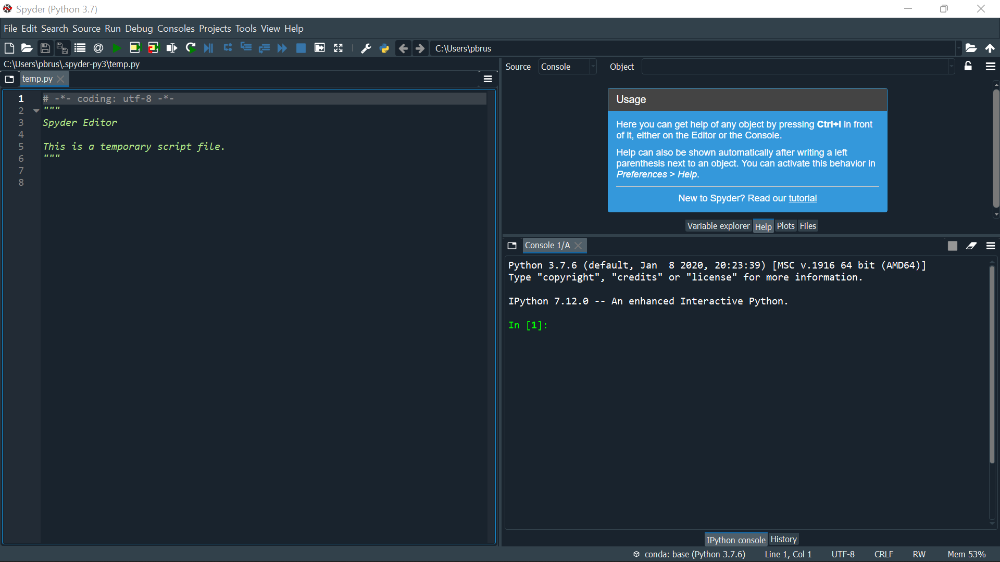 Spyder (Python 3.7)
File Edit Search Source Run Debug Consoles Projects Tools View Help
C:\Users\pbrus
C:\Users\pbrus\.spyder-py3\temp.py
temp.py
1 # -*- coding: utf-8 -*-
2 """
3 Spyder Editor
4
5 This is a temporary script file.
6 """
7
8
Source Console Object
Usage
Here you can get help of any object by pressing Ctrl+I in front
of it, either on the Editor or the Console.
Help can also be shown automatically after writing a left
parenthesis next to an object. You can activate this behavior in
Preferences > Help.
New to Spyder? Read our tutorial
Variable explorer Help Plots Files
Console 1/A
Python 3.7.6 (default, Jan  8 2020, 20:23:39) [MSC v.1916 64 bit (AMD64)]
Type "copyright", "credits" or "license" for more information.
IPython 7.12.0 -- An enhanced Interactive Python.
In [1]:
IPython console History
conda: base (Python 3.7.6) Line 1, Col 1 UTF-8 CRLF RW Mem 53%